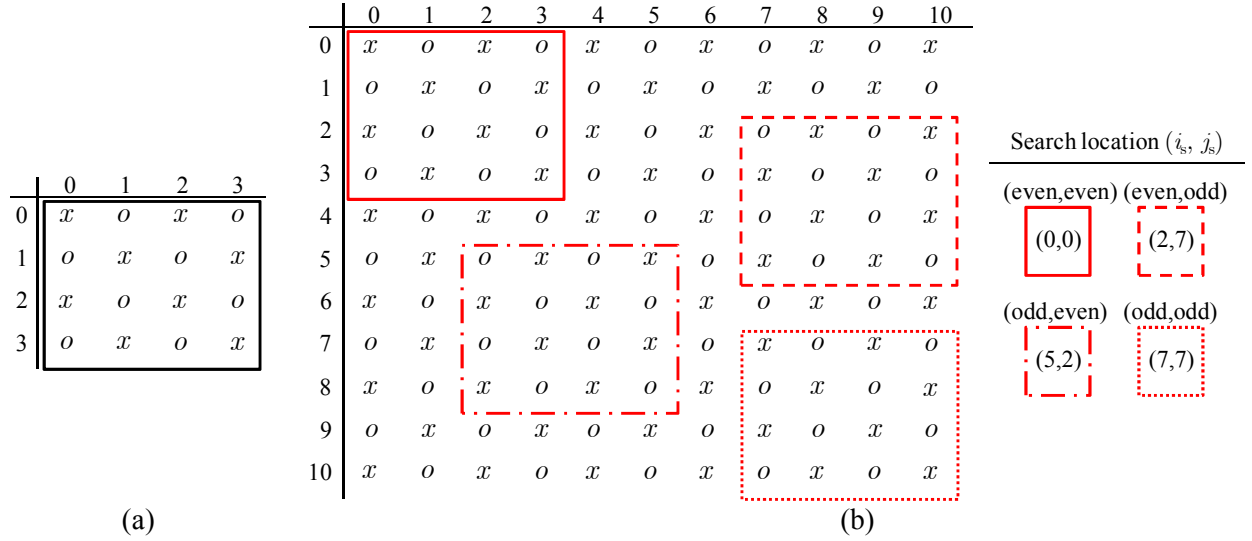 0 1 2 3
0 x o x o
1 o x o x
2 x o x o
3 o x o x
(a)
0 1 2 3 4 5 6 7 8 9 10
0 x o x o x o x o x o x
1 o x o x o x o x o x o
2 x o x o x o x o x o x
3 o x o x o x o x o x o
4 x o x o x o x o x o x
5 o x o x o x o x o x o
6 x o x o x o x o x o x
7 o x o x o x o x o x o
8 x o x o x o x o x o x
9 o x o x o x o x o x o
10 x o x o x o x o x o x
(b)
Search location (i_s, j_s)
(even,even) (even,odd)
(0,0) (2,7)
(odd,even) (odd,odd)
(5,2) (7,7)